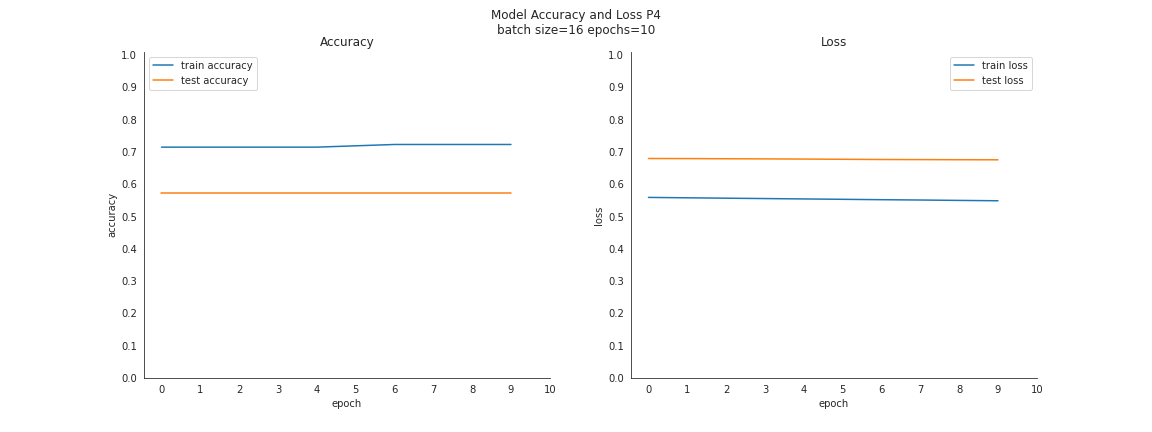 Model Accuracy and Loss P4
batch size=16 epochs=10
Accuracy
1.0
0.9
0.8
0.7
0.6
0.5
0.4
0.3
0.2
0.1
0.0
accuracy
train accuracy
test accuracy
0 1 2 3 4 5 6 7 8 9 10
epoch
Loss
1.0
0.9
0.8
0.7
0.6
0.5
0.4
0.3
0.2
0.1
0.0
loss
train loss
test loss
0 1 2 3 4 5 6 7 8 9 10
epoch